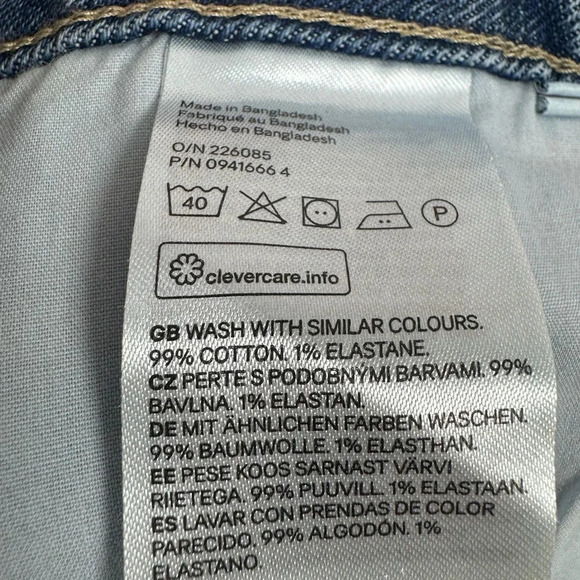 Made in Bangladesh
Fabriqué au Bangladesh
Hecho en Bangladesh
O/N 226085
P/N 0941666 4
40
P
clevercare.info
GB WASH WITH SIMILAR COLOURS.
99% COTTON. 1% ELASTANE.
CZ PERTE S PODOBNÝMI BARVAMI. 99%
BAVLNA. 1% ELASTAN.
DE MIT ÄHNLICHEN FARBEN WASCHEN.
99% BAUMWOLLE. 1% ELASTHAN.
EE PESE KOOS SARNAST VÄRVI
RIIETEGA. 99% PUUVILL. 1% ELASTAAN.
ES LAVAR CON PRENDAS DE COLOR
PARECIDO. 99% ALGODÓN. 1%
ELASTANO.